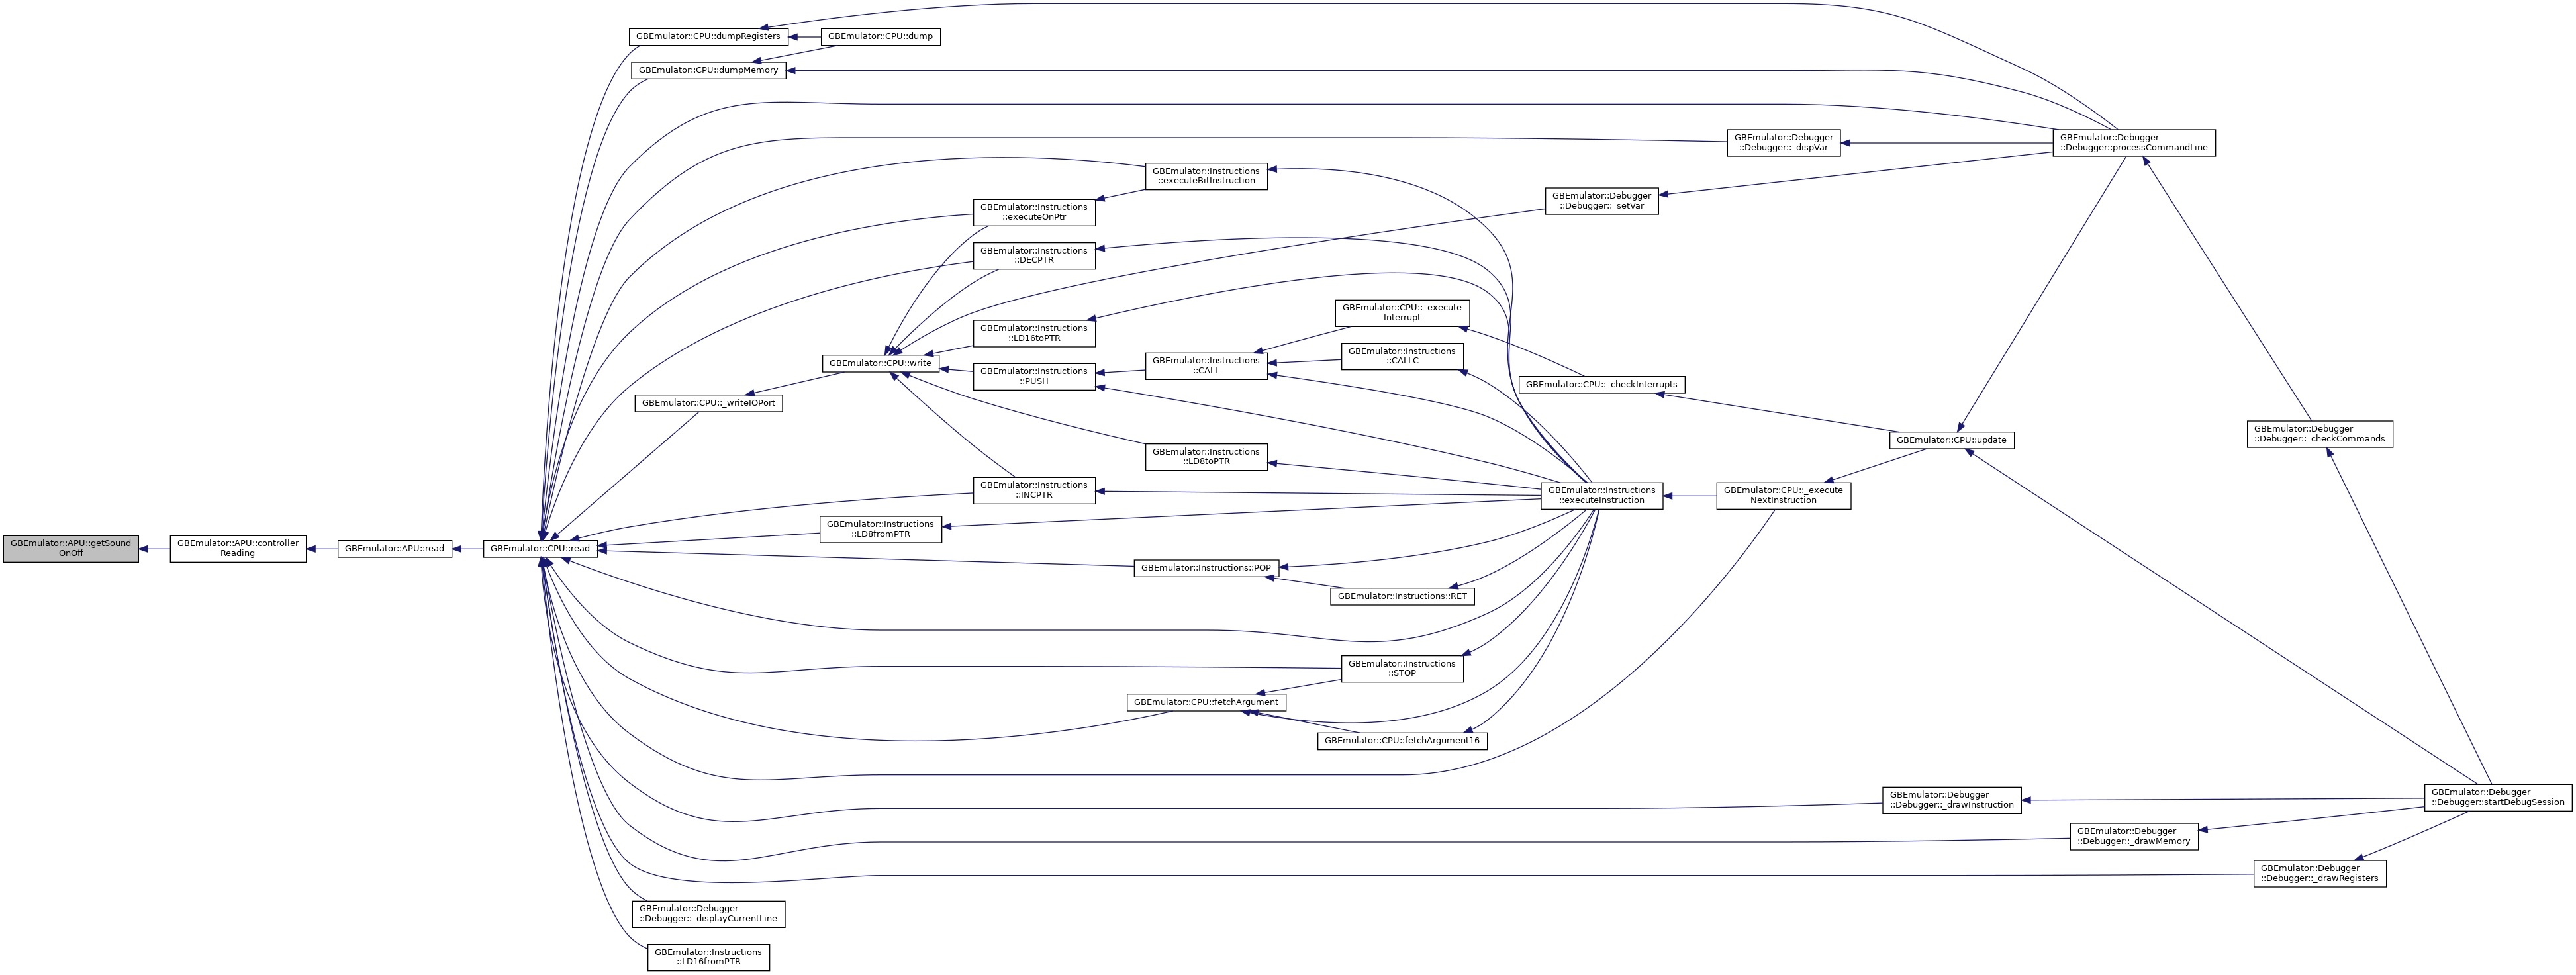 GBEmulator::APU::getSound
OnOff
GBEmulator::APU::controller
Reading
GBEmulator::APU::read
GBEmulator::CPU::read
GBEmulator::CPU::dumpRegisters
GBEmulator::CPU::dumpMemory
GBEmulator::CPU::_writeIOPort
GBEmulator::Debugger
::Debugger::_displayCurrentLine
GBEmulator::Instructions
::LD16fromPTR
GBEmulator::CPU::dump
GBEmulator::CPU::write
GBEmulator::Instructions
::LD8fromPTR
GBEmulator::Instructions
::executeOnPtr
GBEmulator::Instructions
::DECPTR
GBEmulator::Instructions
::LD16toPTR
GBEmulator::Instructions
::PUSH
GBEmulator::Instructions
::INCPTR
GBEmulator::Instructions
::executeBitInstruction
GBEmulator::Instructions
::CALL
GBEmulator::Instructions
::LD8toPTR
GBEmulator::Instructions::POP
GBEmulator::CPU::fetchArgument
GBEmulator::CPU::_execute
Interrupt
GBEmulator::Instructions
::CALLC
GBEmulator::Instructions::RET
GBEmulator::Instructions
::STOP
GBEmulator::CPU::fetchArgument16
GBEmulator::Debugger
::Debugger::_setVar
GBEmulator::CPU::_checkInterrupts
GBEmulator::Instructions
::executeInstruction
GBEmulator::Debugger
::Debugger::_dispVar
GBEmulator::CPU::_execute
NextInstruction
GBEmulator::CPU::update
GBEmulator::Debugger
::Debugger::_drawInstruction
GBEmulator::Debugger
::Debugger::processCommandLine
GBEmulator::Debugger
::Debugger::_drawMemory
GBEmulator::Debugger
::Debugger::_checkCommands
GBEmulator::Debugger
::Debugger::_drawRegisters
GBEmulator::Debugger
::Debugger::startDebugSession